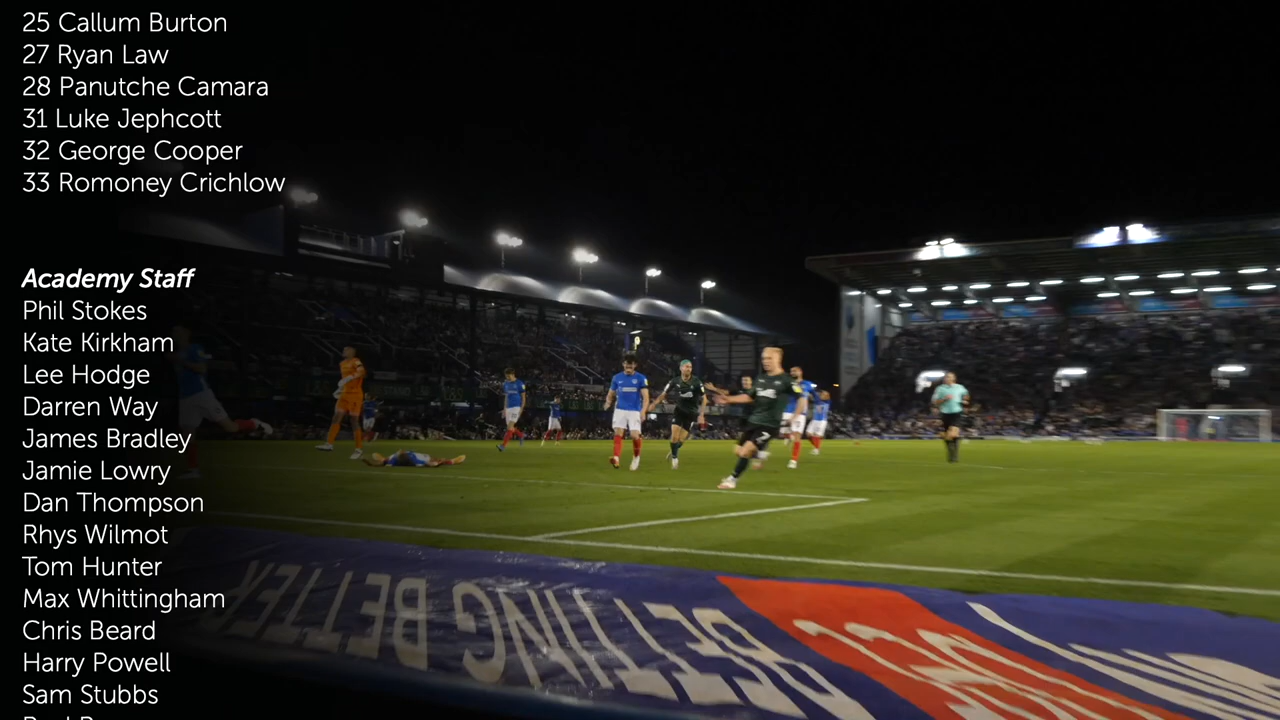 25 Callum Burton
27 Ryan Law
28 Panutche Camara
31 Luke Jephcott
32 George Cooper
33 Romoney Crichlow
Academy Staff
Phil Stokes
Kate Kirkham
Lee Hodge
Darren Way
James Bradley
Jamie Lowry
Dan Thompson
Rhys Wilmot
Tom Hunter
Max Whittingham
Chris Beard
Harry Powell
Sam Stubbs
BETTING BETTER